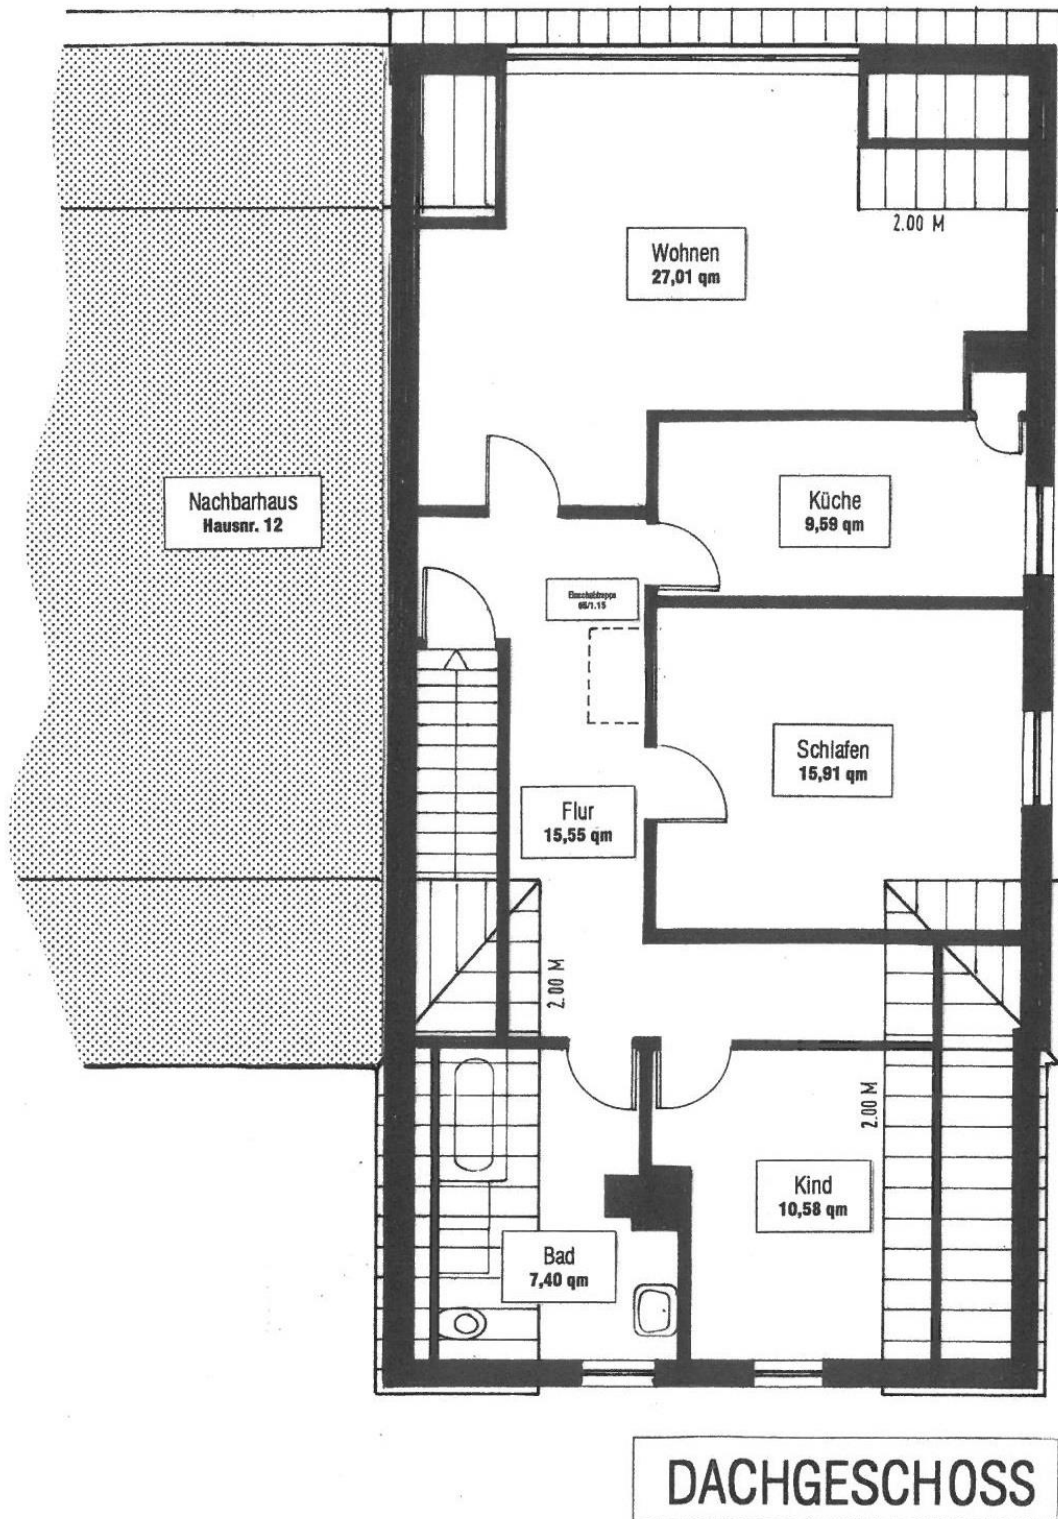 2.00 M
Wohnen
27,01 qm
Nachbarhaus
Hausnr. 12
Küche
9,59 qm
Einschubtreppe
Schlafen
15,91 qm
Flur
15,55 qm
2.00 M
2.00 M
Kind
10,58 qm
Bad
7,40 qm
DACHGESCHOSS